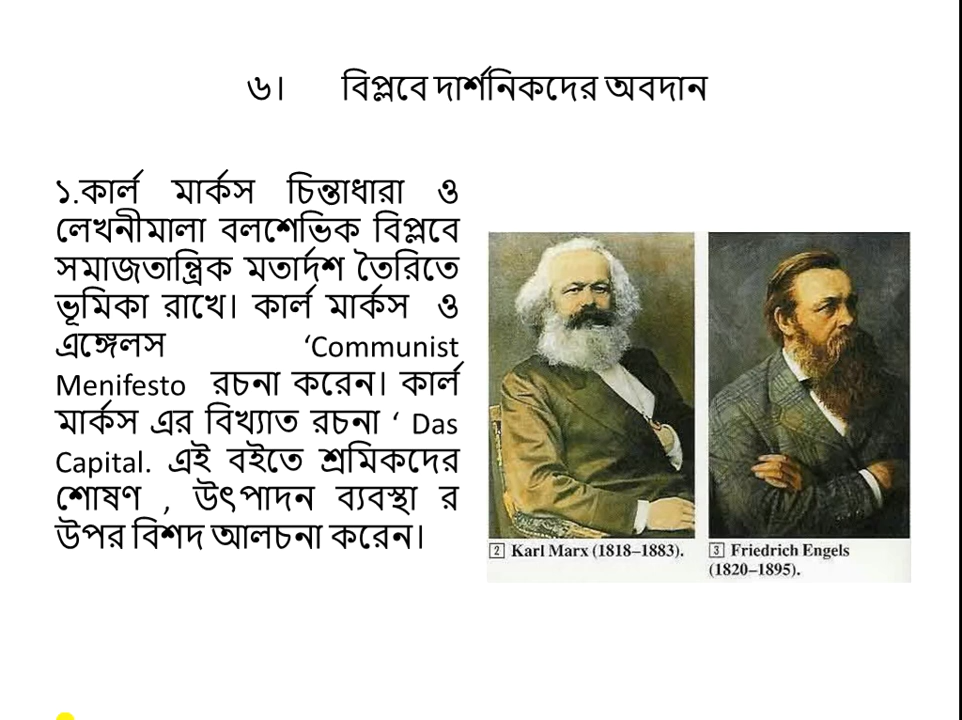 ৬। বিপ্লবে দার্শনিকদের অবদান
১.কার্ল মার্কস চিন্তাধারা ও
লেখনীমালা বলশেভিক বিপ্লবে
সমাজতান্ত্রিক মতার্দশ তৈরিতে
ভূমিকা রাখে। কার্ল মার্কস ও
এঙ্গেলস ‘Communist
Menifesto রচনা করেন। কার্ল
মার্কস এর বিখ্যাত রচনা ‘ Das
Capital. এই বইতে শ্রমিকদের
শোষণ , উৎপাদন ব্যবস্থা র
উপর বিশদ আলচনা করেন।
2 Karl Marx (1818–1883).
3 Friedrich Engels
(1820–1895).